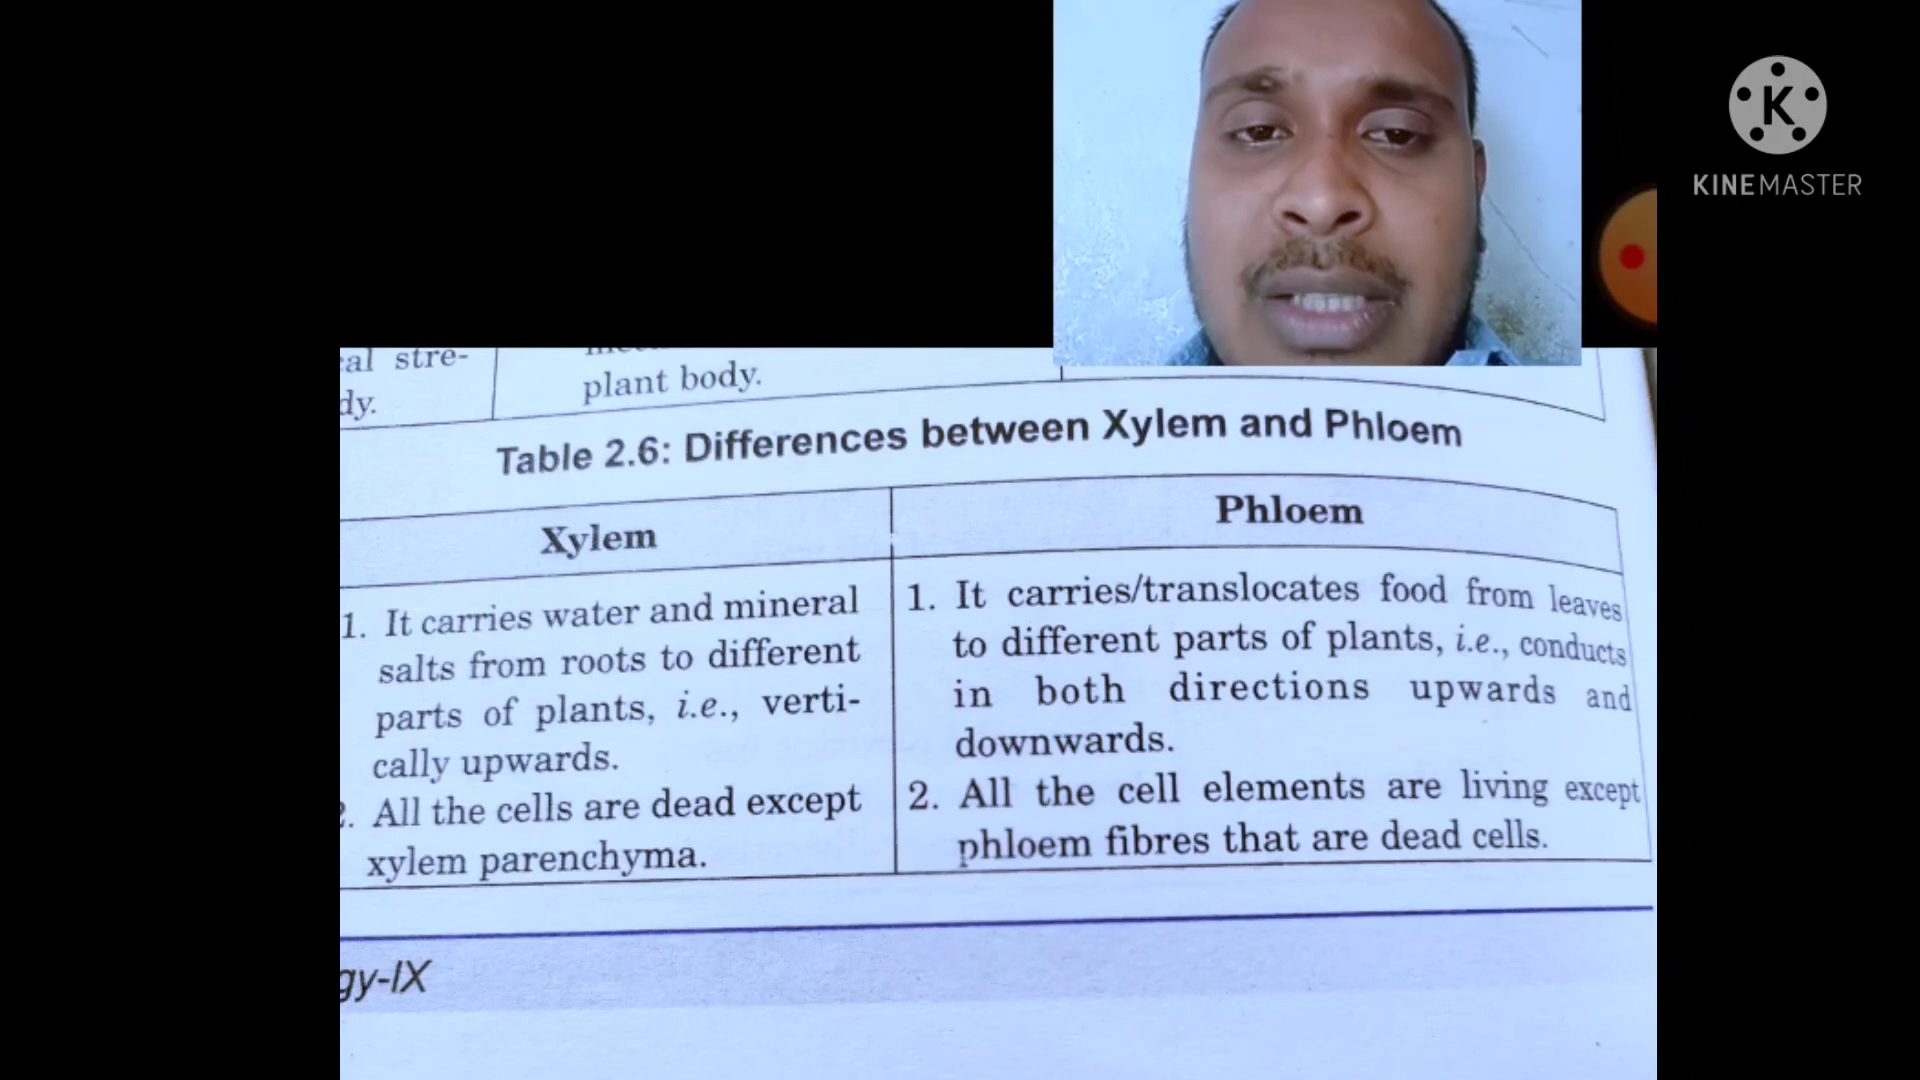 KINEMASTER
al stre-
dy.
plant body.
Table 2.6: Differences between Xylem and Phloem
Xylem
Phloem
1. It carries water and mineral
salts from roots to different
parts of plants, i.e., verti-
cally upwards.
2. All the cells are dead except
xylem parenchyma.
1. It carries/translocates food from leaves
to different parts of plants, i.e., conducts
in both directions upwards and
downwards.
2. All the cell elements are living except
phloem fibres that are dead cells.
gy-IX